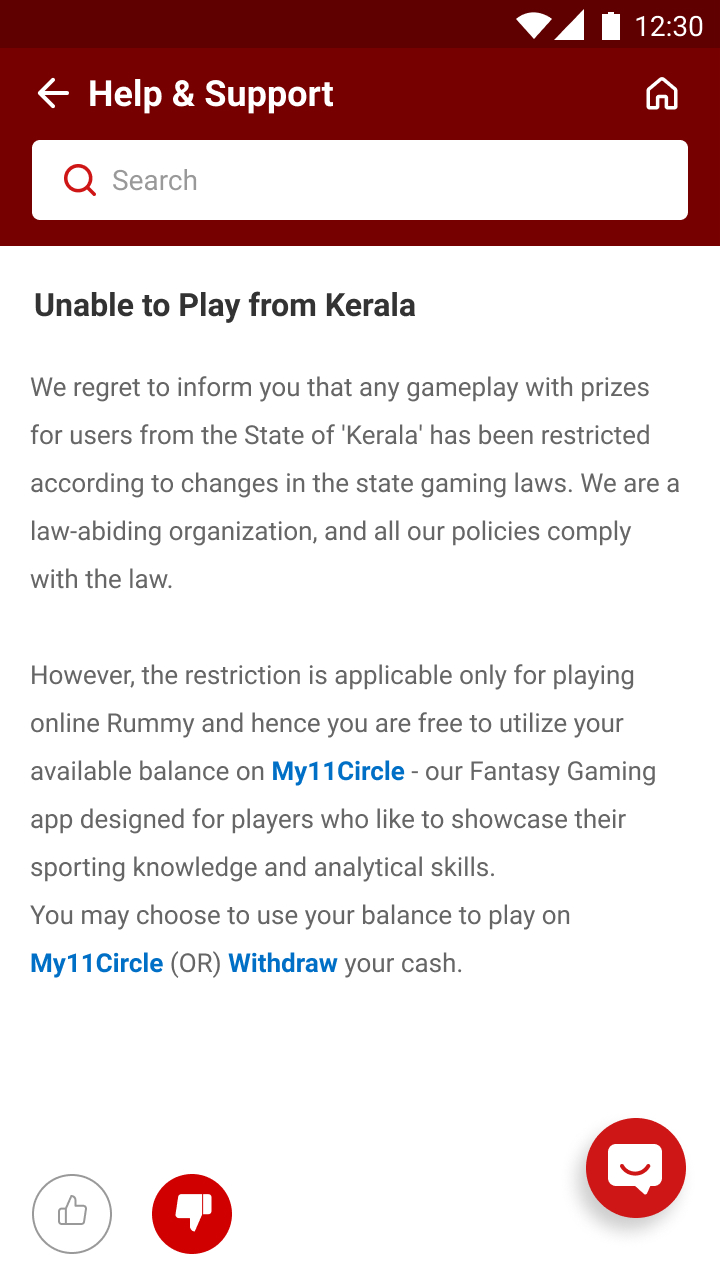 12:30
Help & Support
Search
Unable to Play from Kerala
We regret to inform you that any gameplay with prizes
for users from the State of 'Kerala' has been restricted
according to changes in the state gaming laws. We are a
law-abiding organization, and all our policies comply
with the law.
However, the restriction is applicable only for playing
online Rummy and hence you are free to utilize your
available balance on My11Circle - our Fantasy Gaming
app designed for players who like to showcase their
sporting knowledge and analytical skills.
You may choose to use your balance to play on
My11Circle (OR) Withdraw your cash.